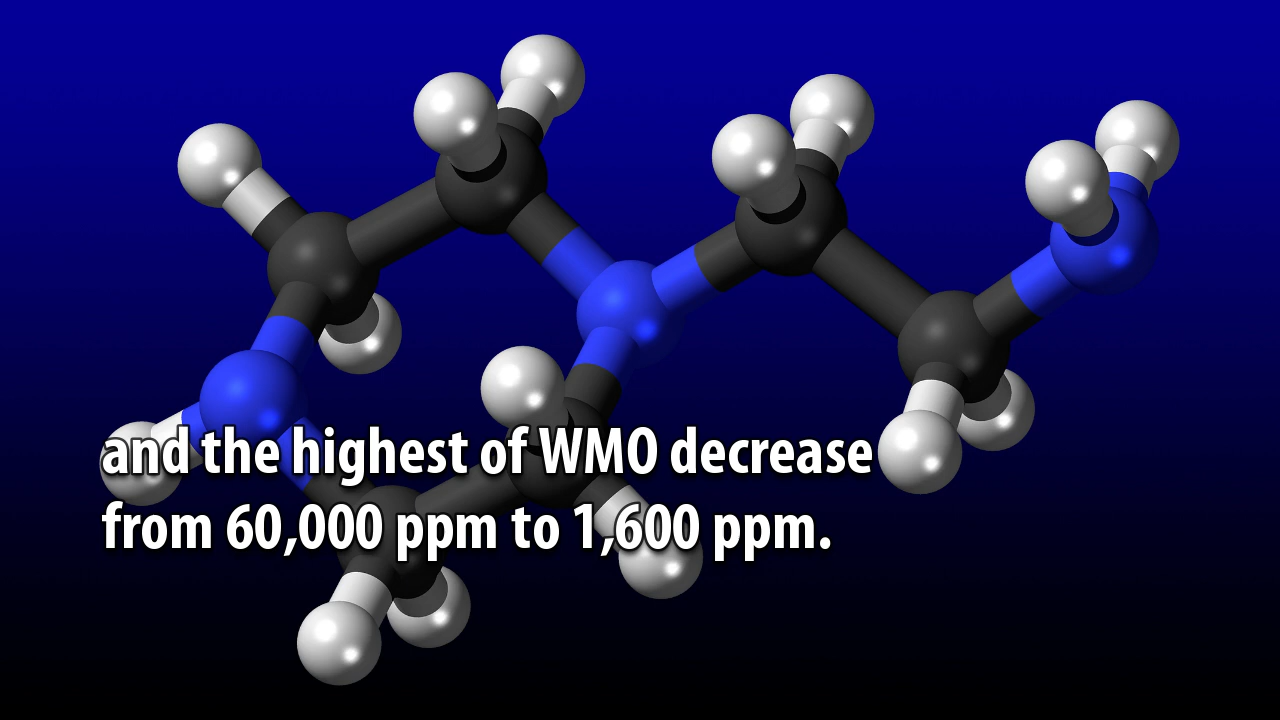 and the highest of WMO decrease
from 60,000 ppm to 1,600 ppm.